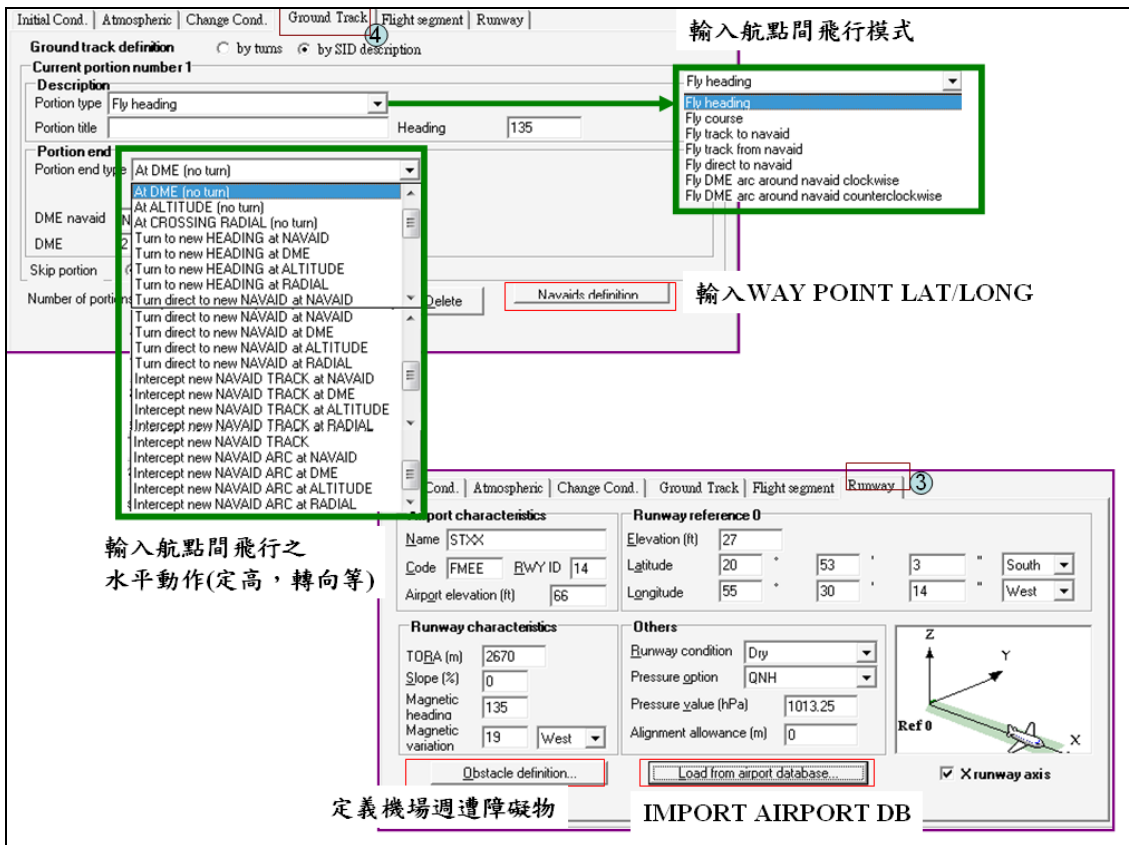 Initial Cond. Atmospheric Change Cond. Ground Track Flight segment Runway
④
Ground track definition by turns by SID description
Current portion number 1
Description
Portion type Fly heading
Portion title Heading 135
Portion end
Portion end type At DME (no turn)
At DME (no turn)
At ALTITUDE (no turn)
At CROSSING RADIAL (no turn)
Turn to new HEADING at NAVAID
Turn to new HEADING at DME
Turn to new HEADING at ALTITUDE
Turn to new HEADING at RADIAL
Turn direct to new NAVAID at NAVAID
Turn direct to new NAVAID at NAVAID
Turn direct to new NAVAID at DME
Turn direct to new NAVAID at ALTITUDE
Turn direct to new NAVAID at RADIAL
Intercept new NAVAID TRACK at NAVAID
Intercept new NAVAID TRACK at DME
Intercept new NAVAID TRACK at ALTITUDE
Intercept new NAVAID TRACK at RADIAL
Intercept new NAVAID TRACK
Intercept new NAVAID ARC at NAVAID
Intercept new NAVAID ARC at DME
Intercept new NAVAID ARC at ALTITUDE
Intercept new NAVAID ARC at RADIAL
DME navaid N
DME 2
Skip portion
Number of portions Delete Navaids definition
輸入航點間飛行模式
Fly heading
Fly heading
Fly course
Fly track to navaid
Fly track from navaid
Fly direct to navaid
Fly DME arc around navaid clockwise
Fly DME arc around navaid counterclockwise
輸入WAY POINT LAT/LONG
輸入航點間飛行之
水平動作(定高，轉向等)
Cond. Atmospheric Change Cond. Ground Track Flight segment Runway
③
Airport characteristics
Name STXX
Code FMEE RWY ID 14
Airport elevation (ft) 66
Runway reference 0
Elevation (ft) 27
Latitude 20 ° 53 ' 3 " South
Longitude 55 ° 30 ' 14 " West
Runway characteristics
TORA (m) 2670
Slope (%) 0
Magnetic heading 135
Magnetic variation 19 West
Others
Runway condition Dry
Pressure option QNH
Pressure value (hPa) 1013.25
Alignment allowance (m) 0
Z
Y
Ref 0
X
Obstacle definition... Load from airport database... X runway axis
定義機場週遭障礙物
IMPORT AIRPORT DB